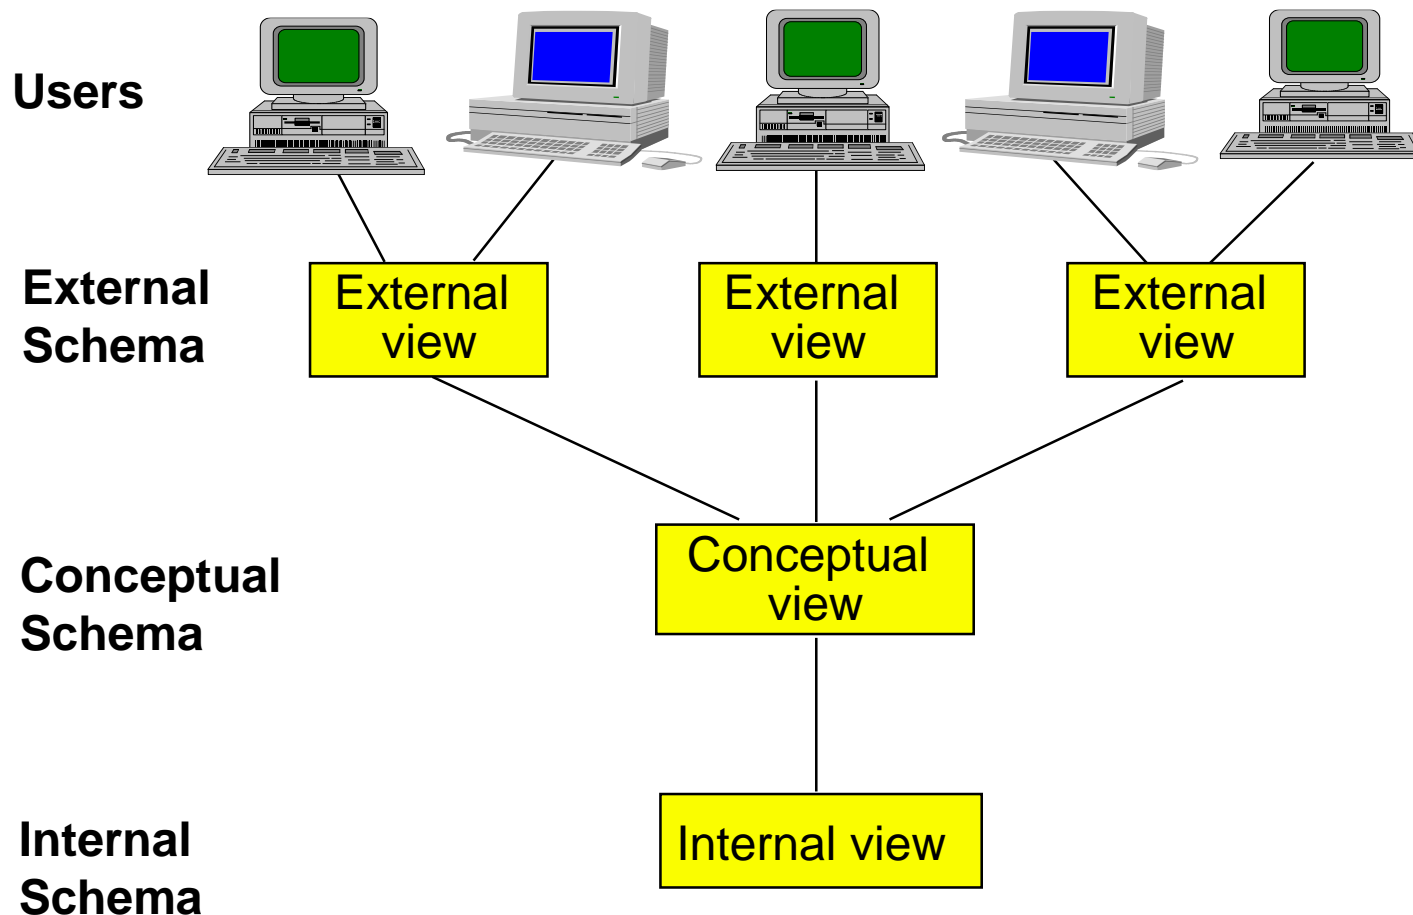 Users
External
Schema
External
view
External
view
External
view
Conceptual
Schema
Conceptual
view
Internal
Schema
Internal view